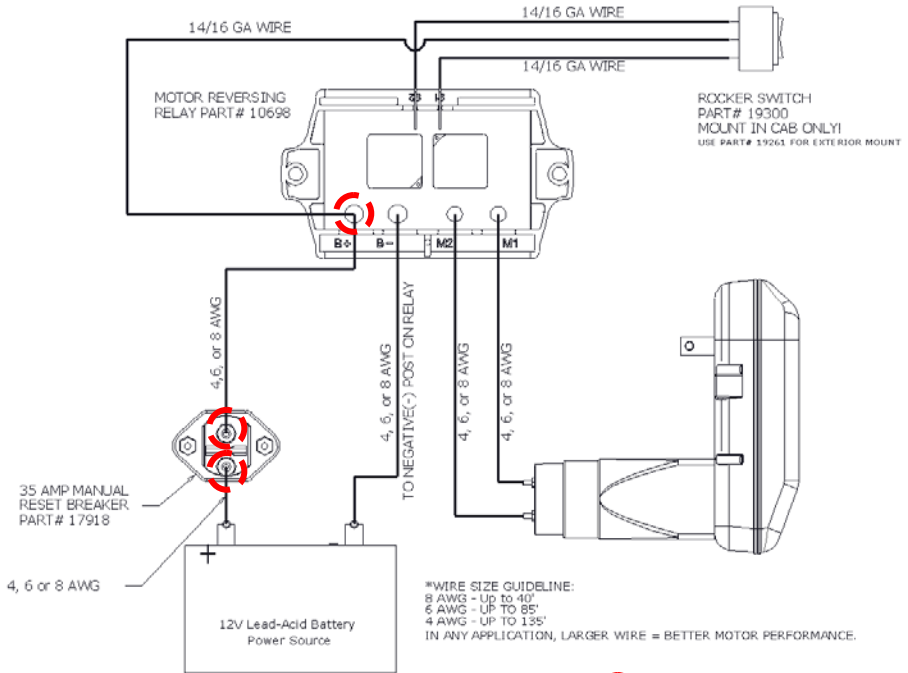 14/16 GA WIRE
14/16 GA WIRE
14/16 GA WIRE
MOTOR REVERSING
RELAY PART# 10698
S2 S1
ROCKER SWITCH
PART# 19300
MOUNT IN CAB ONLY!
USE PART# 19261 FOR EXTERIOR MOUNT
B+ B- M2 M1
4,6, or 8 AWG
4, 6, or 8 AWG
TO NEGATIVE(-) POST ON RELAY
4, 6, or 8 AWG
4, 6, or 8 AWG
35 AMP MANUAL
RESET BREAKER
PART# 17918
4, 6 or 8 AWG
+ -
12V Lead-Acid Battery
Power Source
*WIRE SIZE GUIDELINE:
8 AWG - Up to 40'
6 AWG - UP TO 85'
4 AWG - UP TO 135'
IN ANY APPLICATION, LARGER WIRE = BETTER MOTOR PERFORMANCE.